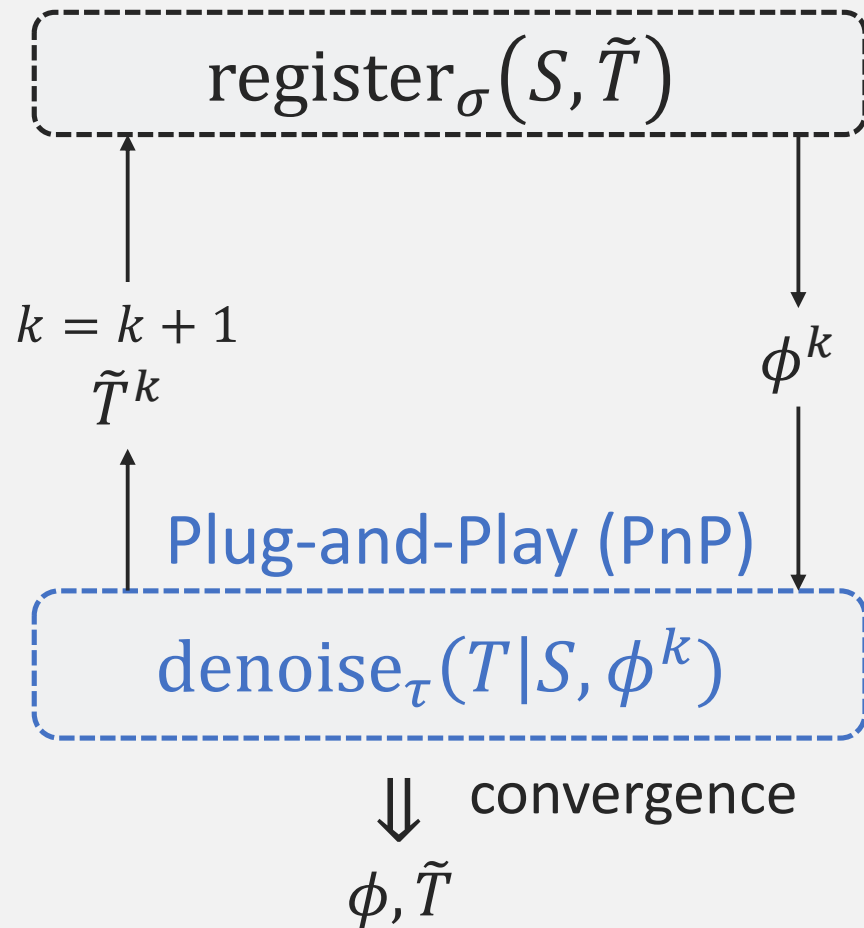 register_σ(S, T̃)
k = k + 1
T̃^k
ϕ^k
Plug-and-Play (PnP)
denoise_τ(T|S, ϕ^k)
⇓ convergence
ϕ, T̃